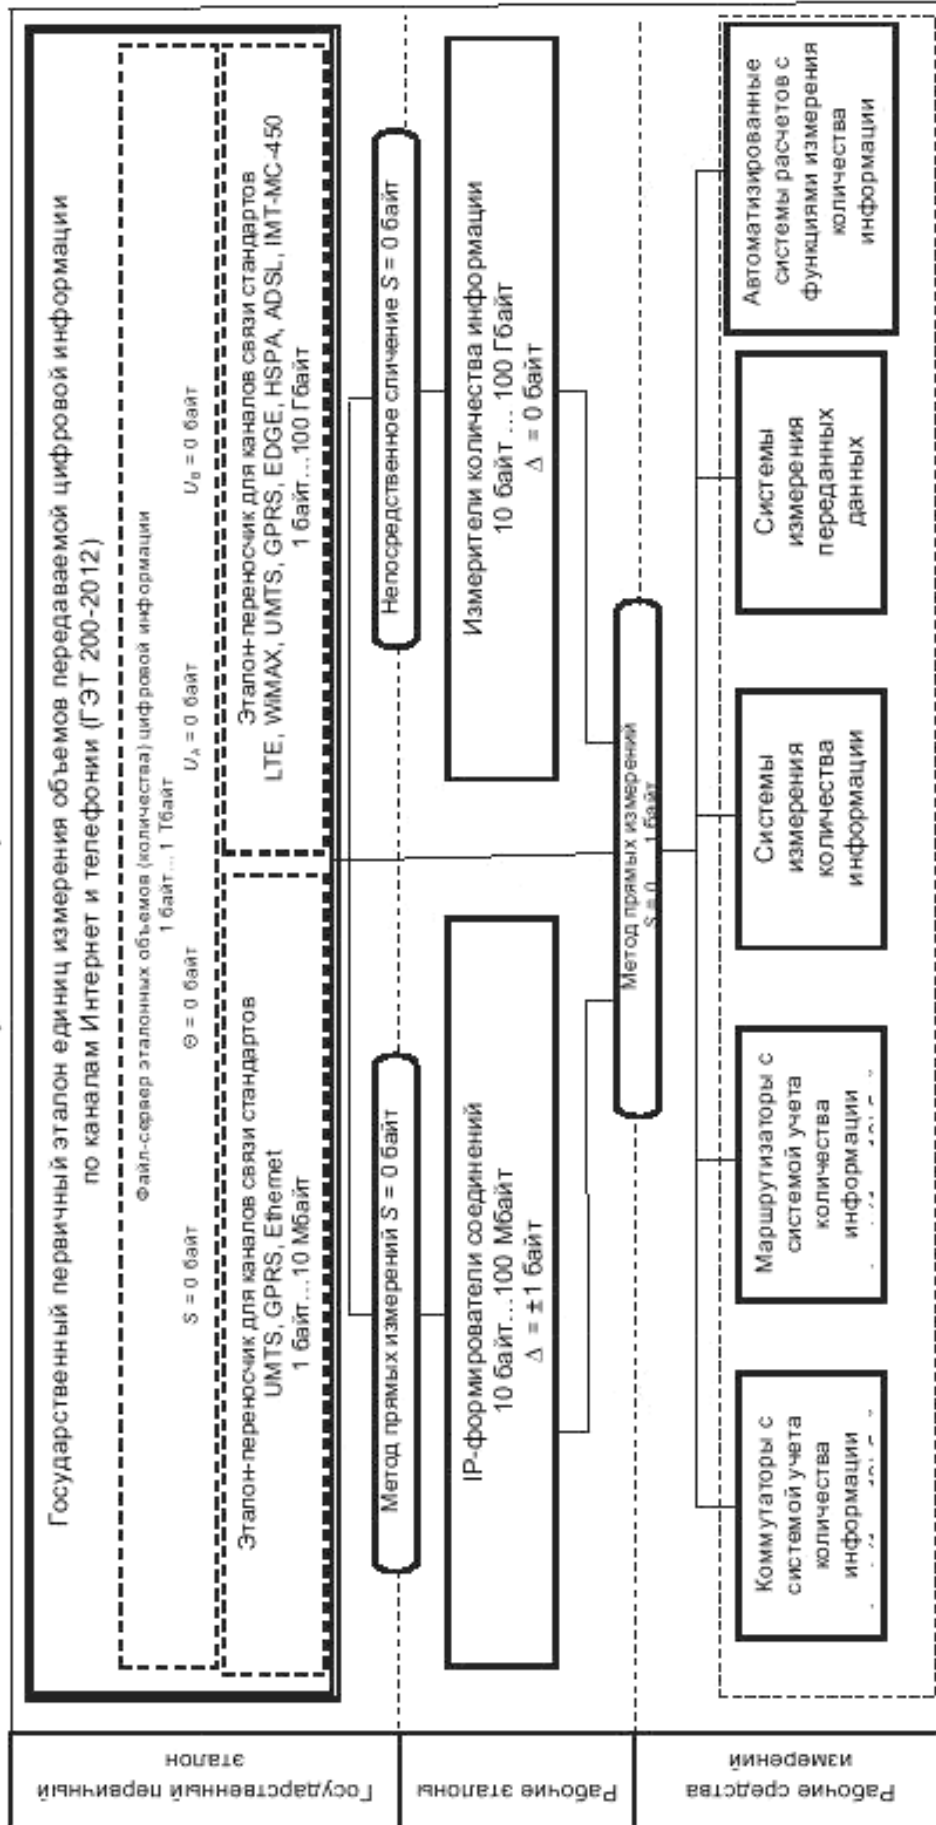 Государственный первичный эталон
Рабочие эталоны
Рабочие средства измерений
Государственный первичный эталон единиц измерения объемов передаваемой цифровой информации
по каналам Интернет и телефонии (ГЭТ 200-2012)
Файл-сервер эталонных объемов (количества) цифровой информации
1 байт...1 Тбайт
S = 0 байт
Θ = 0 байт
U_A = 0 байт
U_B = 0 байт
Эталон-переносчик для каналов связи стандартов
UMTS, GPRS, Ethernet
1 байт...10 Мбайт
Эталон-переносчик для каналов связи стандартов
LTE, WiMAX, UMTS, GPRS, EDGE, HSPA, ADSL, IMT-MC-450
1 байт...100 Гбайт
Метод прямых измерений S = 0 байт
Непосредственное сличение S = 0 байт
IP-формирователи соединений
10 байт...100 Мбайт
Δ = ±1 байт
Измерители количества информации
10 байт ... 100 Гбайт
Δ = 0 байт
Метод прямых измерений
S = 0 1 байт
Коммутаторы с
системой учета
количества
информации
Маршрутизаторы с
системой учета
количества
информации
Системы
измерения
количества
информации
Системы
измерения
переданных
данных
Автоматизированные
системы расчетов с
функциями измерения
количества
информации